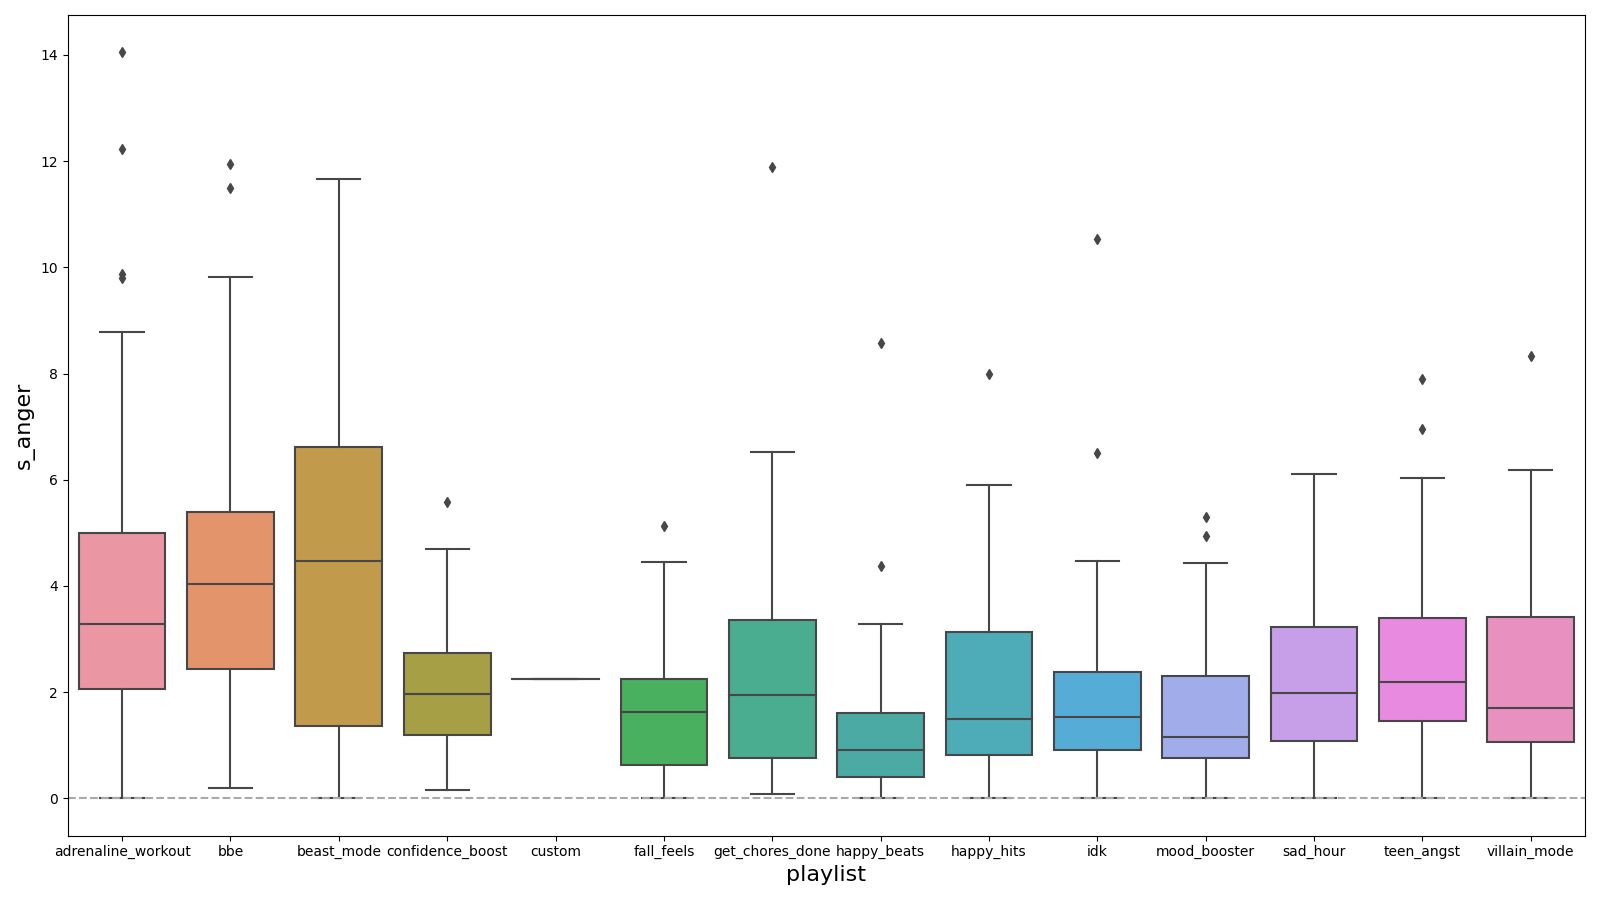 14
12
10
8
6
4
2
0
s_anger
adrenaline_workout bbe beast_mode confidence_boost custom fall_feels get_chores_done happy_beats happy_hits idk mood_booster sad_hour teen_angst villain_mode
playlist